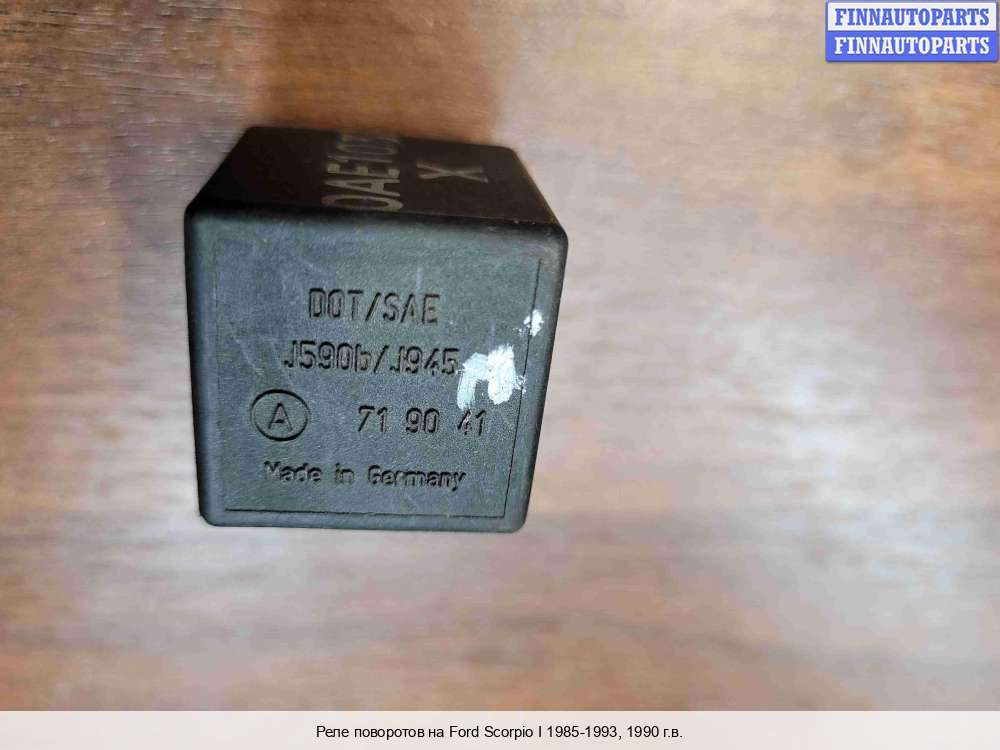 FINNAUTOPARTS
FINNAUTOPARTS
X
DOT/SAE
J590b/J945
A 71 90 41
Made in Germany
Реле поворотов на Ford Scorpio I 1985-1993, 1990 г.в.